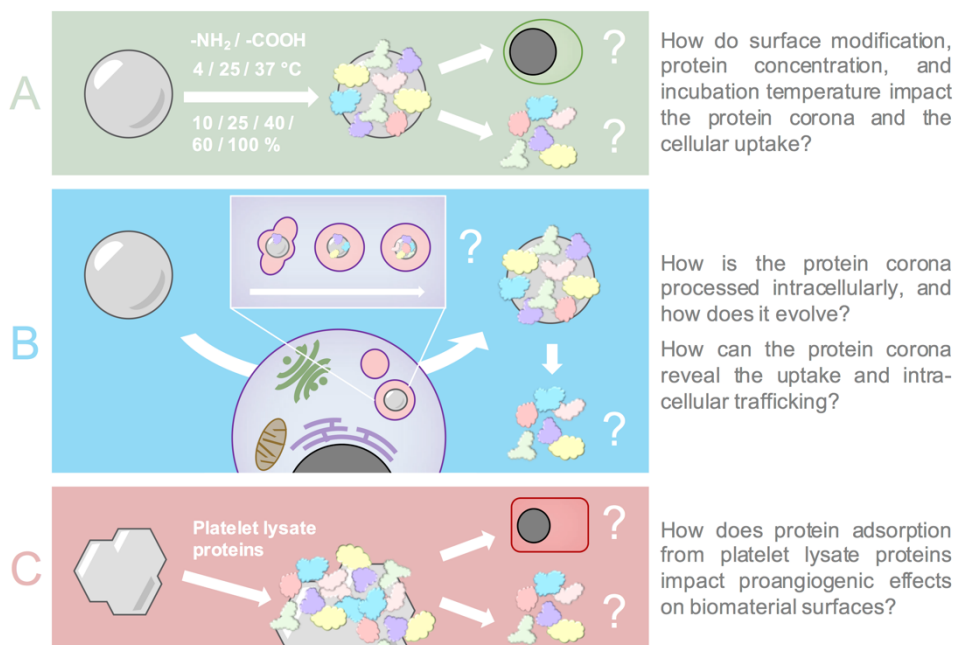 A
-NH₂ / -COOH
4 / 25 / 37 °C
10 / 25 / 40 /
60 / 100 %
?
?
How do surface modification,
protein concentration, and
incubation temperature impact
the protein corona and the
cellular uptake?
B
?
?
How is the protein corona
processed intracellularly, and
how does it evolve?
How can the protein corona
reveal the uptake and intra-
cellular trafficking?
C
Platelet lysate
proteins
?
?
How does protein adsorption
from platelet lysate proteins
impact proangiogenic effects
on biomaterial surfaces?